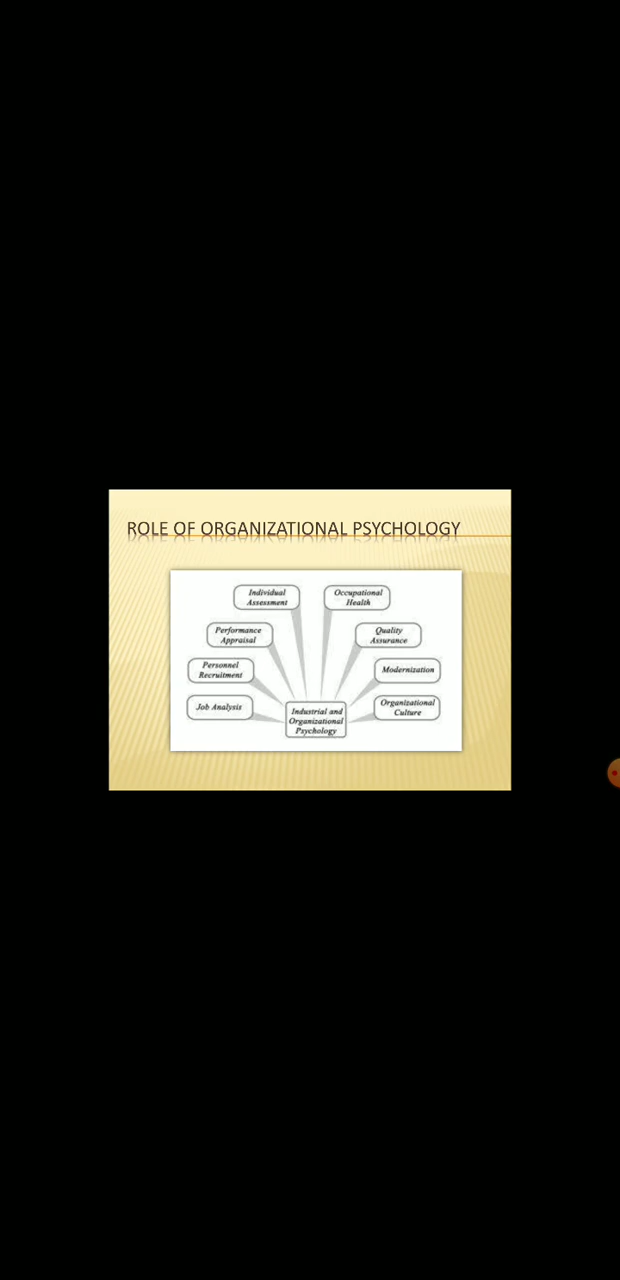 ROLE OF ORGANIZATIONAL PSYCHOLOGY
Individual
Assessment
Occupational
Health
Performance
Appraisal
Quality
Assurance
Personnel
Recruitment
Modernization
Job Analysis
Organizational
Culture
Industrial and
Organizational
Psychology